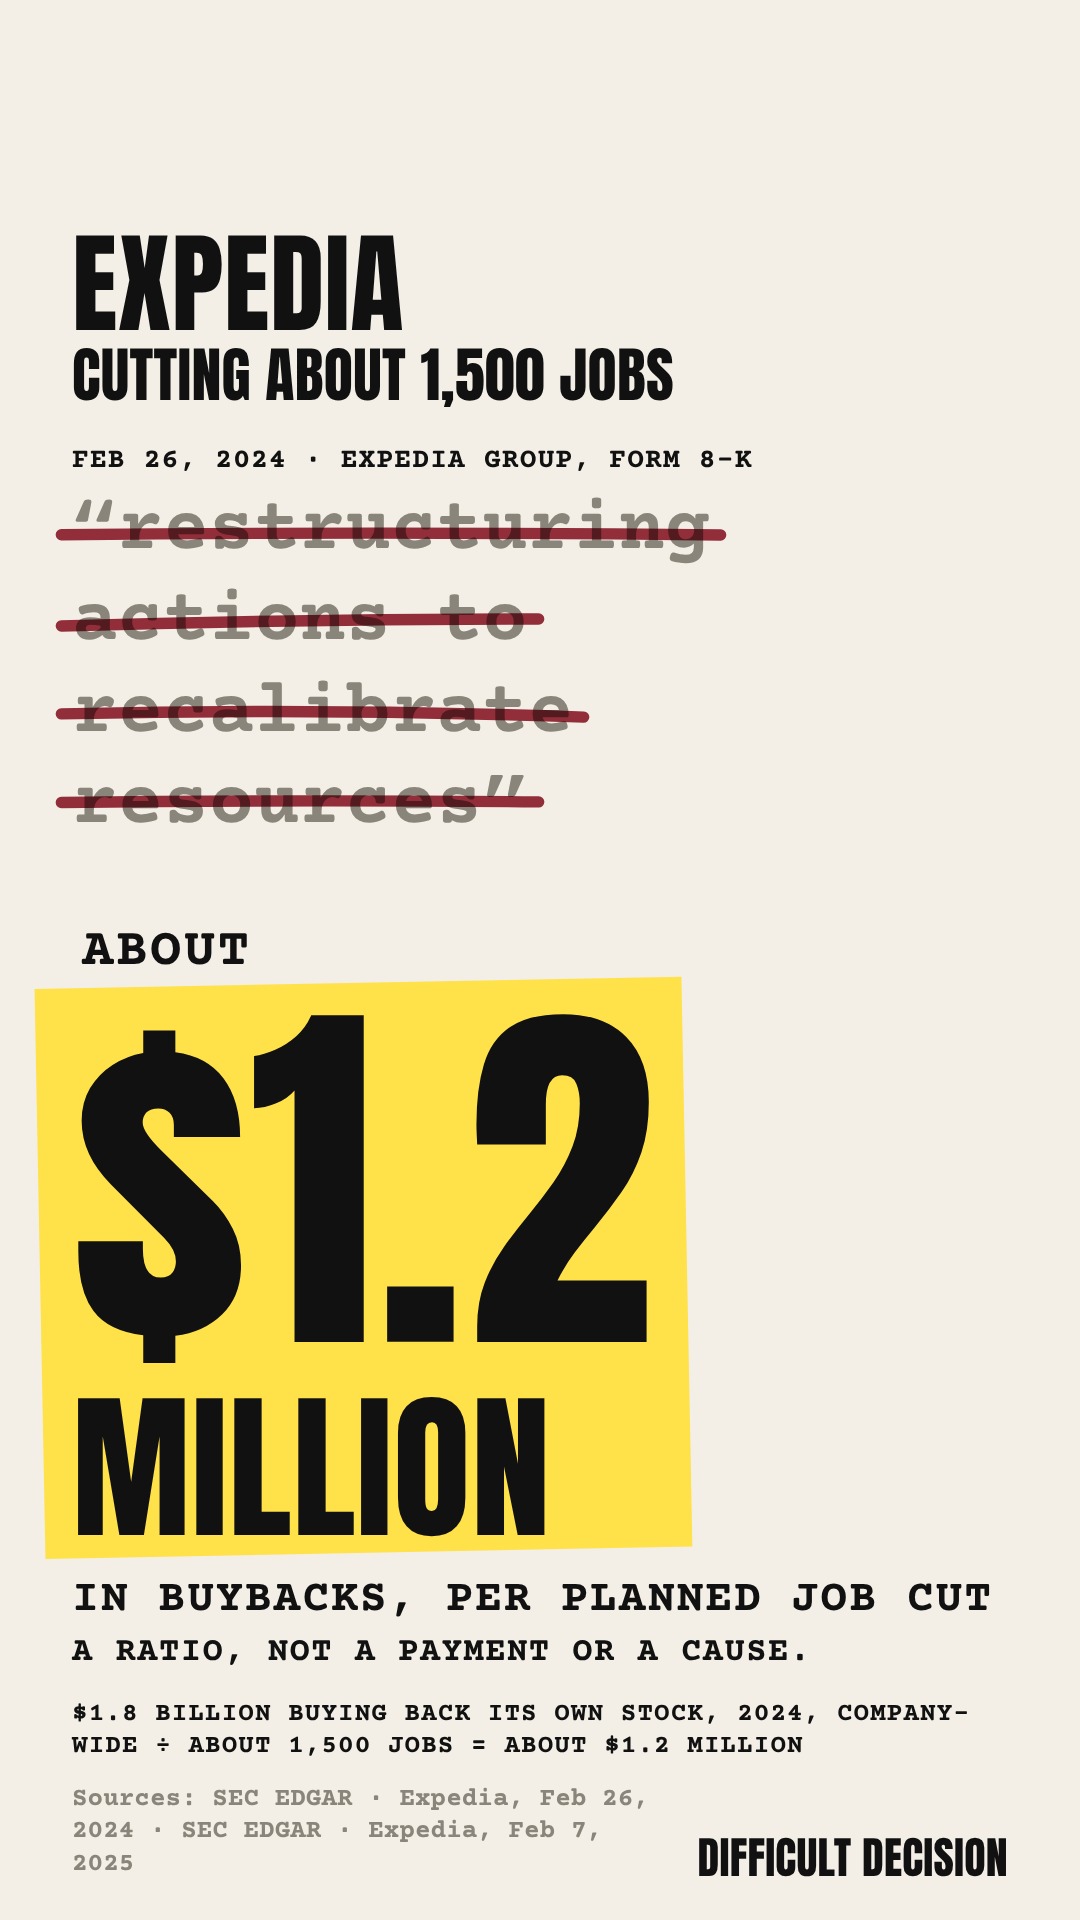 EXPEDIA
CUTTING ABOUT 1,500 JOBS
FEB 26, 2024 · EXPEDIA GROUP, FORM 8-K
“restructuring
actions to
recalibrate
resources”
ABOUT
$1.2
MILLION
IN BUYBACKS, PER PLANNED JOB CUT
A RATIO, NOT A PAYMENT OR A CAUSE.
$1.8 BILLION BUYING BACK ITS OWN STOCK, 2024, COMPANY-
WIDE ÷ ABOUT 1,500 JOBS = ABOUT $1.2 MILLION
Sources: SEC EDGAR · Expedia, Feb 26,
2024 · SEC EDGAR · Expedia, Feb 7,
2025
DIFFICULT DECISION